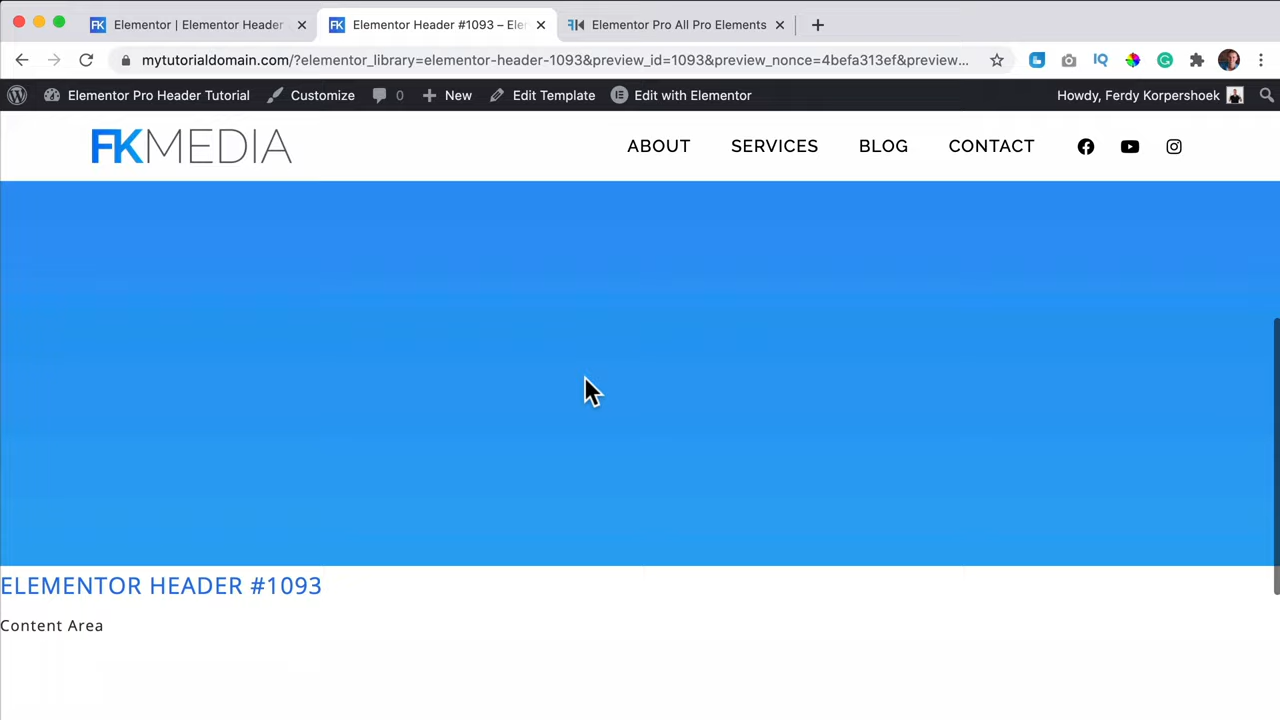 Elementor | Elementor Header
Elementor Header #1093 – Ele
Elementor Pro All Pro Elements
mytutorialdomain.com/?elementor_library=elementor-header-1093&preview_id=1093&preview_nonce=4befa313ef&preview...
Elementor Pro Header Tutorial Customize 0 New Edit Template Edit with Elementor Howdy, Ferdy Korpershoek
FKMEDIA ABOUT SERVICES BLOG CONTACT
ELEMENTOR HEADER #1093
Content Area